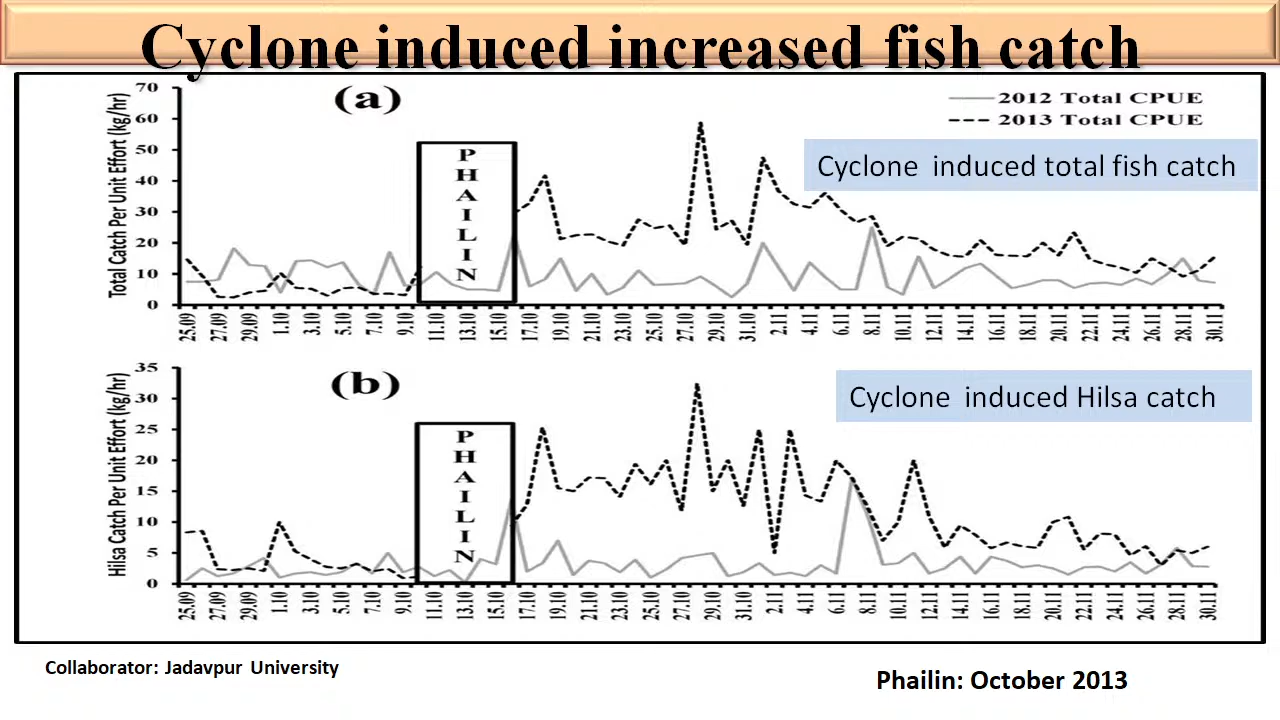 Cyclone induced increased fish catch
(a)
2012 Total CPUE
2013 Total CPUE
Cyclone induced total fish catch
Total Catch Per Unit Effort (kg/hr)
70
60
50
40
30
20
10
0
PHAILIN
25.09 27.09 29.09 1.10 3.10 5.10 7.10 9.10 11.10 13.10 15.10 17.10 19.10 21.10 23.10 25.10 27.10 29.10 31.10 2.11 4.11 6.11 8.11 10.11 12.11 14.11 16.11 18.11 20.11 22.11 24.11 26.11 28.11 30.11
(b)
Cyclone induced Hilsa catch
Hilsa Catch Per Unit Effort (kg/hr)
35
30
25
20
15
10
5
0
PHAILIN
25.09 27.09 29.09 1.10 3.10 5.10 7.10 9.10 11.10 13.10 15.10 17.10 19.10 21.10 23.10 25.10 27.10 29.10 31.10 2.11 4.11 6.11 8.11 10.11 12.11 14.11 16.11 18.11 20.11 22.11 24.11 26.11 28.11 30.11
Collaborator: Jadavpur University
Phailin: October 2013